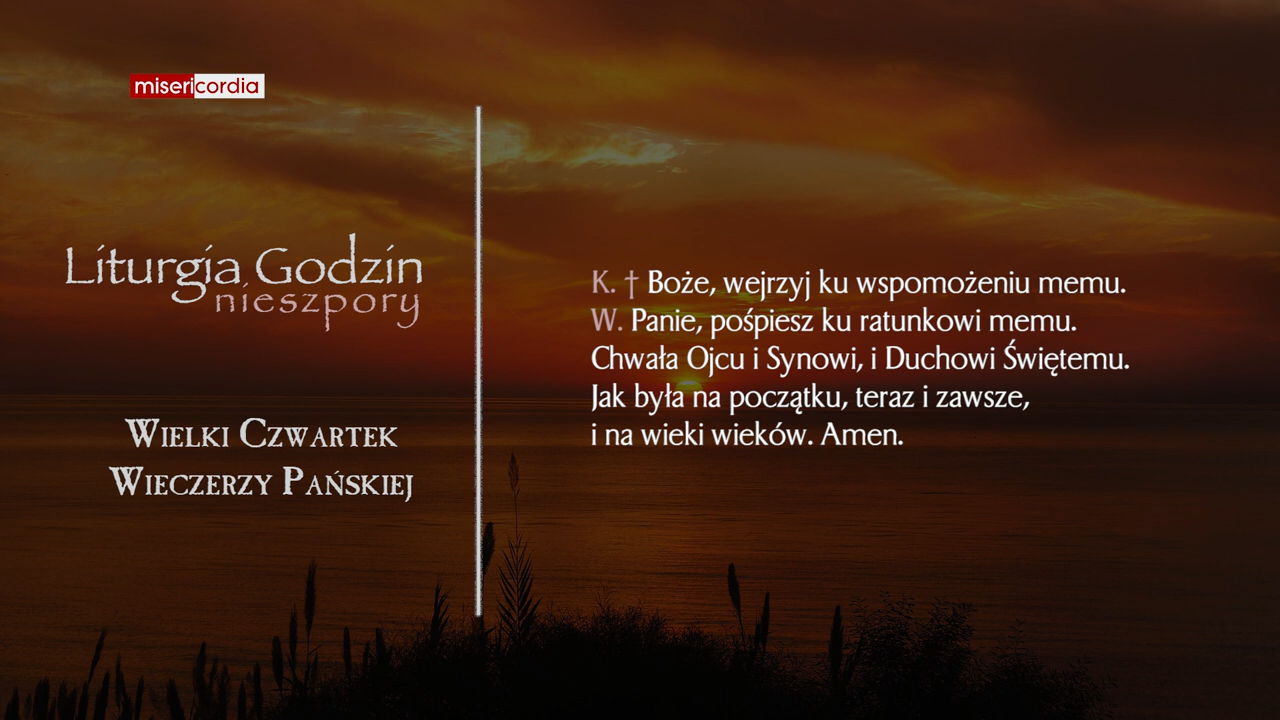 misericordia
Liturgia Godzin
nieszpory
Wielki Czwartek
Wieczerzy Pańskiej
K. † Boże, wejrzyj ku wspomożeniu memu.
W. Panie, pośpiesz ku ratunkowi memu.
Chwała Ojcu i Synowi, i Duchowi Świętemu.
Jak była na początku, teraz i zawsze,
i na wieki wieków. Amen.